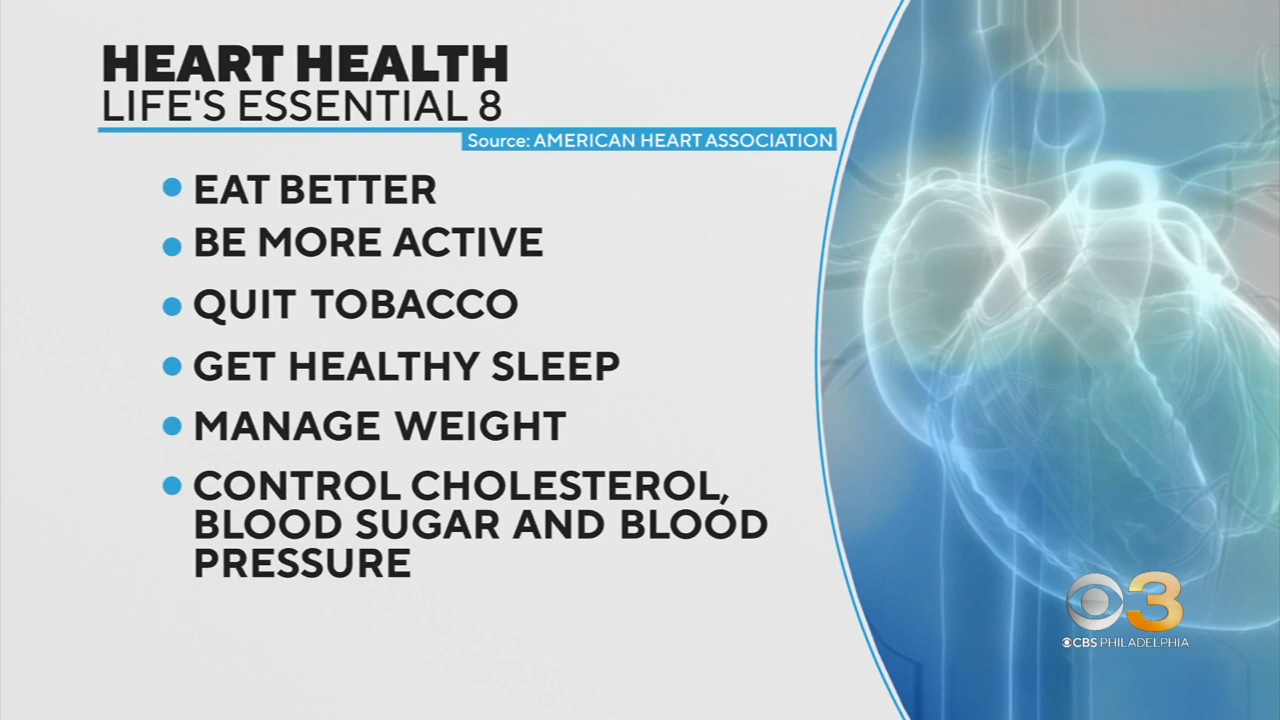 HEART HEALTH
LIFE'S ESSENTIAL 8
Source: AMERICAN HEART ASSOCIATION
EAT BETTER
BE MORE ACTIVE
QUIT TOBACCO
GET HEALTHY SLEEP
MANAGE WEIGHT
CONTROL CHOLESTEROL,
BLOOD SUGAR AND BLOOD
PRESSURE
3
CBS PHILADELPHIA